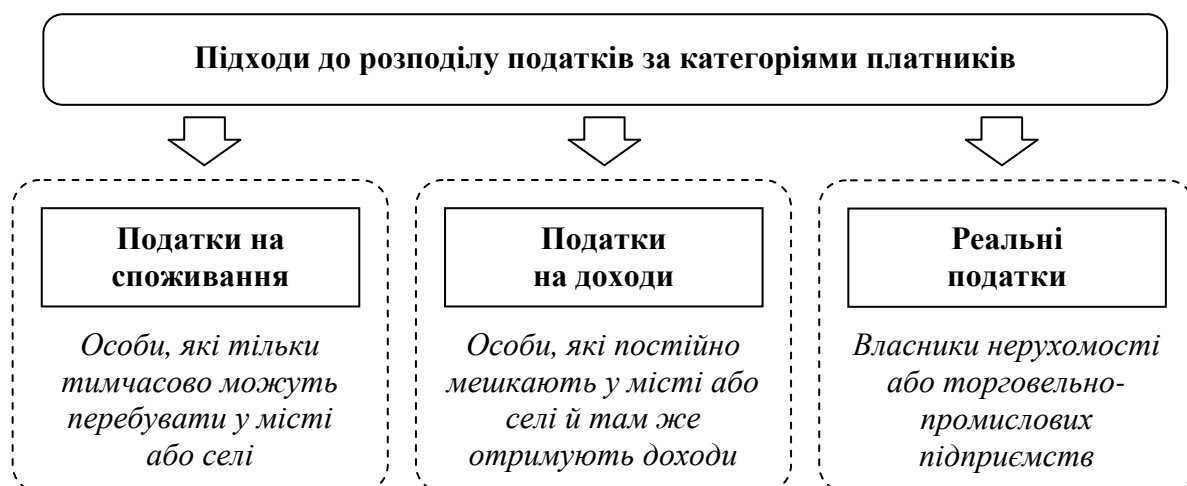 Підходи до розподілу податків за категоріями платників
Податки на
споживання
Особи, які тільки
тимчасово можуть
перебувати у місті
або селі
Податки
на доходи
Особи, які постійно
мешкають у місті або
селі й там же
отримують доходи
Реальні
податки
Власники нерухомості
або торговельно-
промислових
підприємств